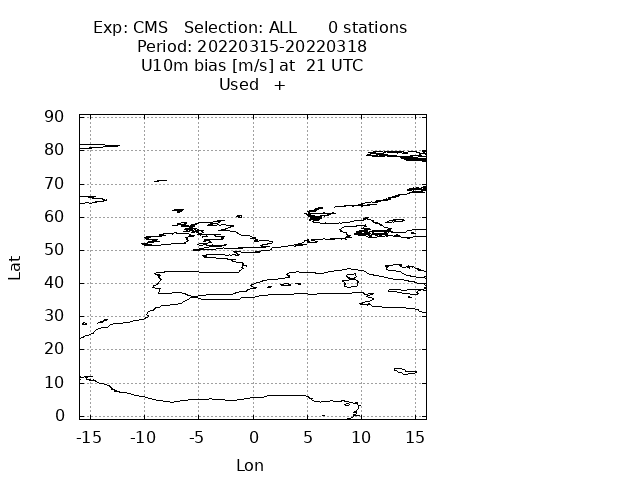 Exp: CMS   Selection: ALL      0 stations
Period: 20220315-20220318
U10m bias [m/s] at  21 UTC
Used   +
90
80
70
60
50
40
30
20
10
0
Lat
-15 -10 -5 0 5 10 15
Lon